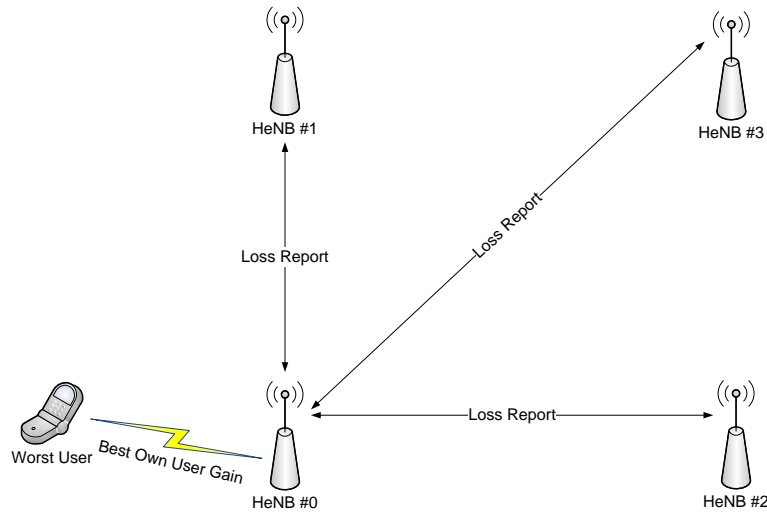 HeNB #1
HeNB #3
Loss Report
Loss Report
Loss Report
Worst User
Best Own User Gain
HeNB #0
HeNB #2